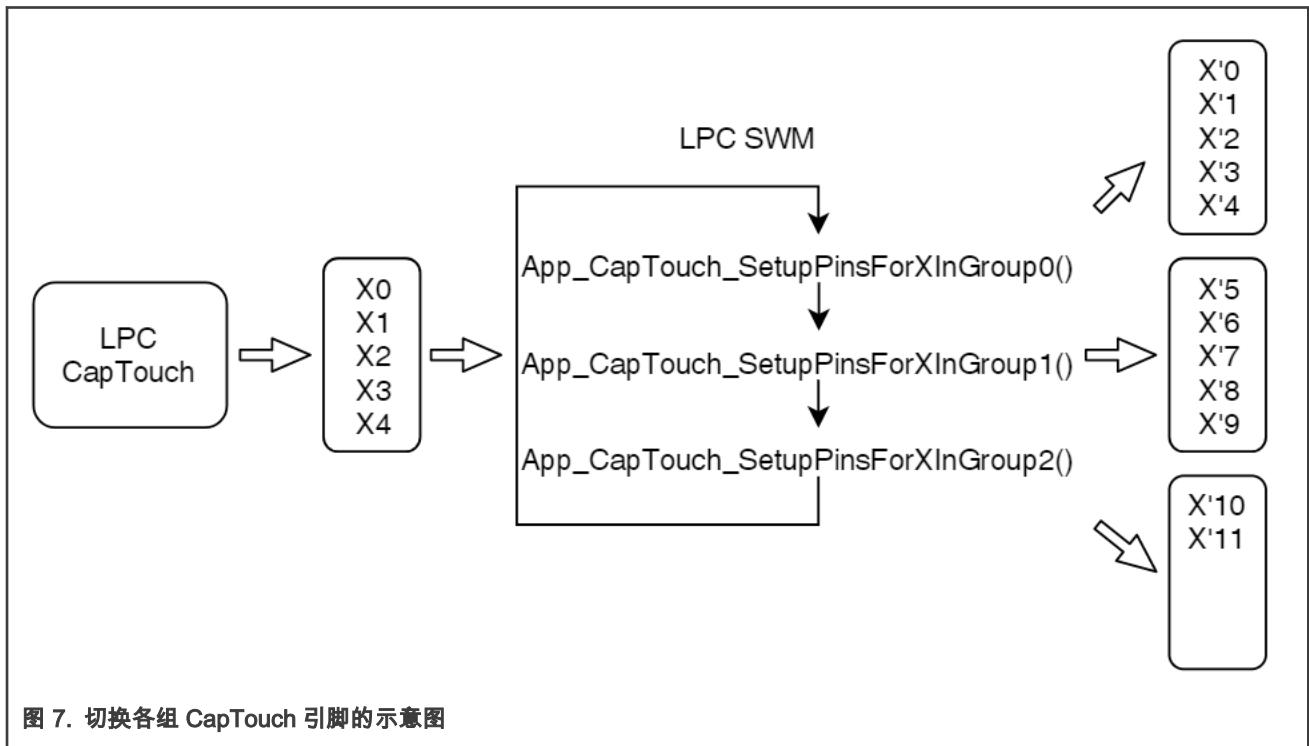 LPC
CapTouch
X0
X1
X2
X3
X4
LPC SWM
App_CapTouch_SetupPinsForXInGroup0()
App_CapTouch_SetupPinsForXInGroup1()
App_CapTouch_SetupPinsForXInGroup2()
X'0
X'1
X'2
X'3
X'4
X'5
X'6
X'7
X'8
X'9
X'10
X'11
图 7. 切换各组 CapTouch 引脚的示意图